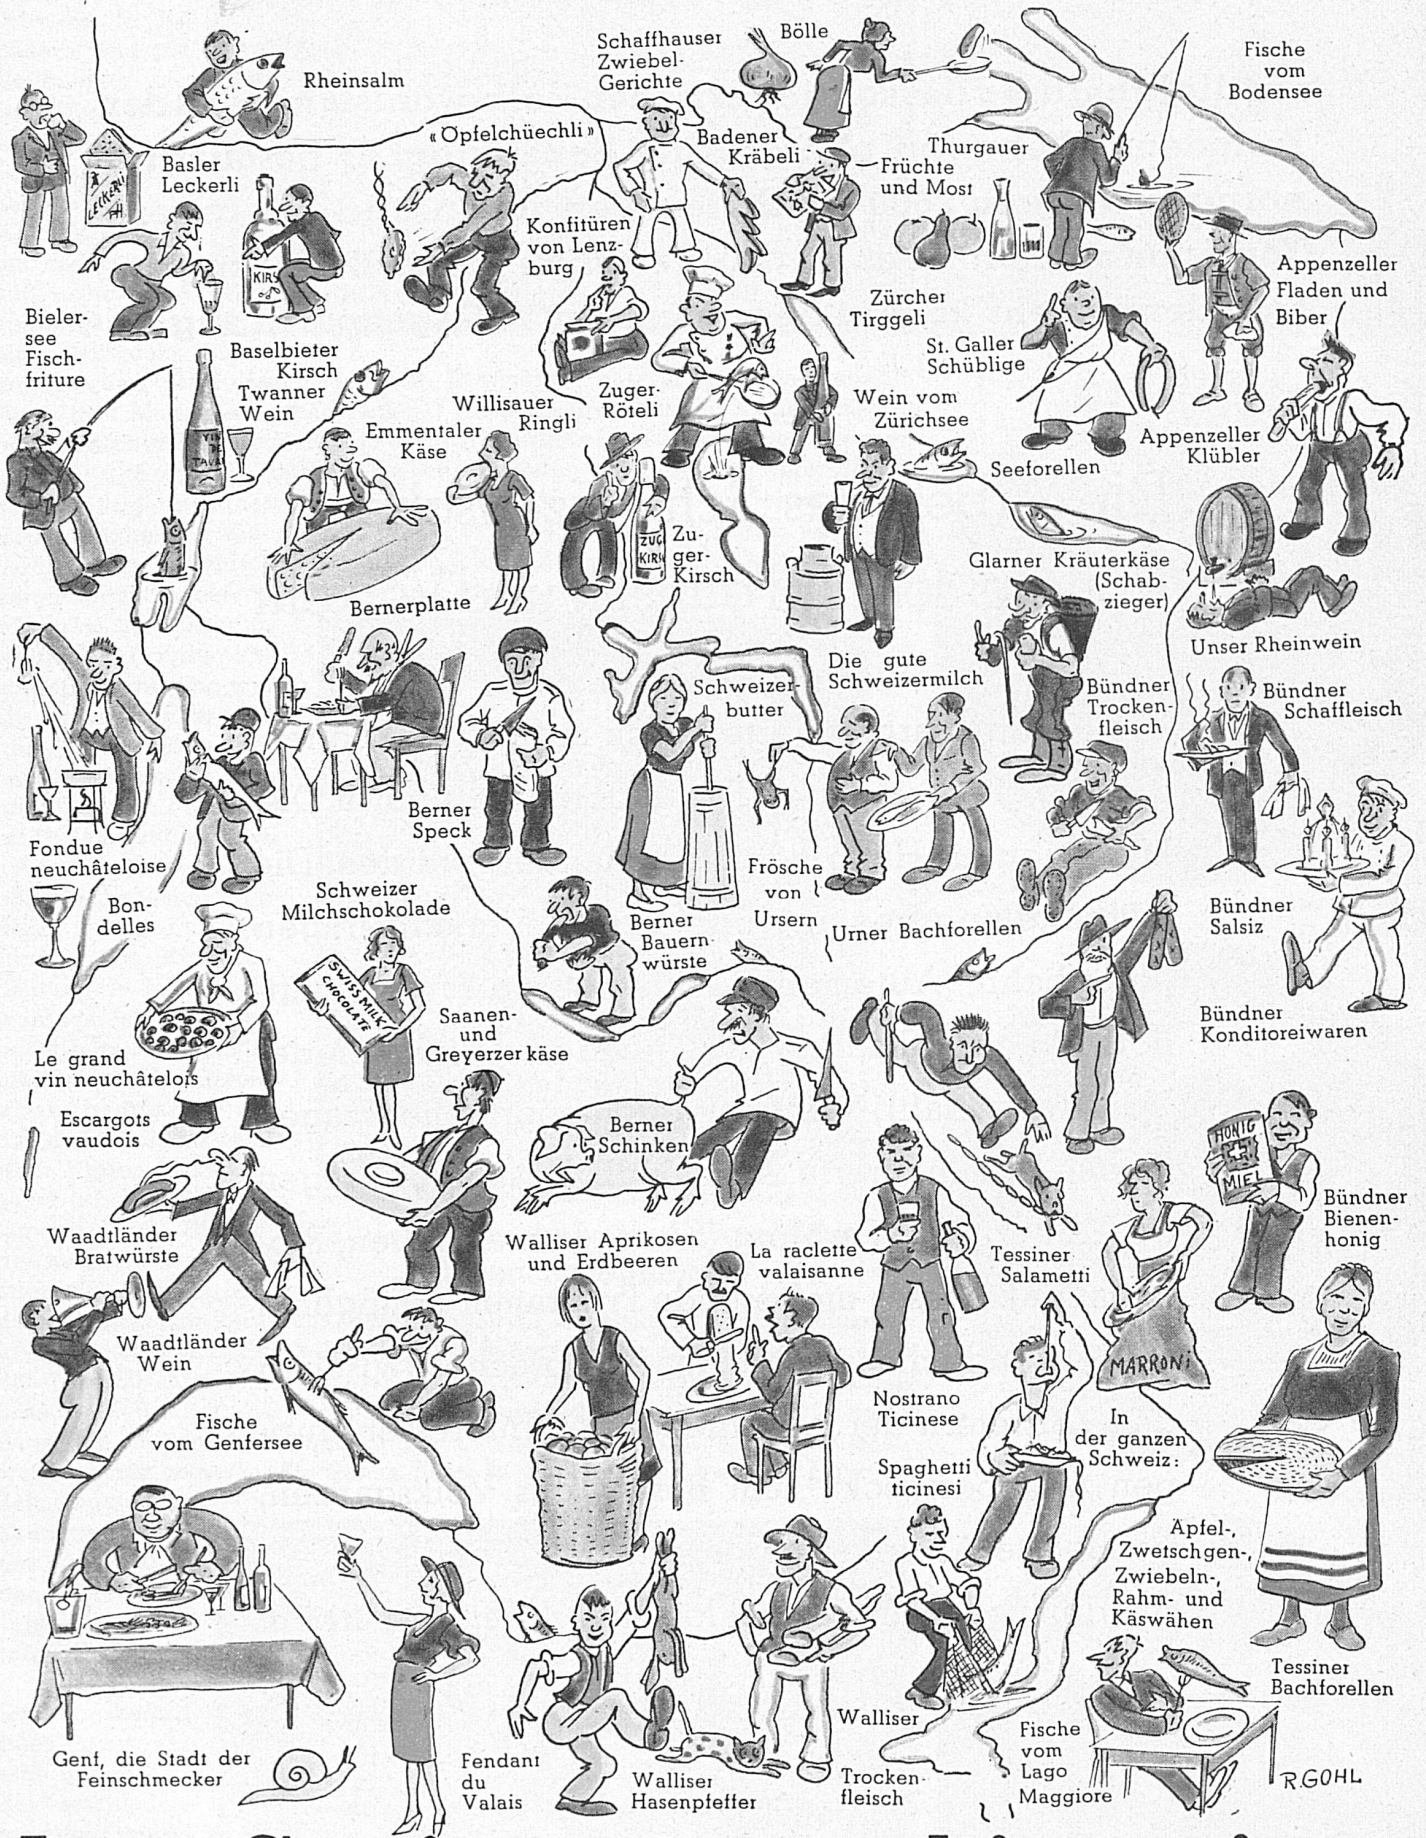 Rheinsalm
Schaffhauser
Zwiebel-
Gerichte
Bölle
Fische
vom
Bodensee
« Öpfelchüechli »
Badener
Kräbeli
Thurgauer
Früchte
und Most
Basler
Leckerli
LECKERLI
KIRS
Konfitüren
von Lenz-
burg
Appenzeller
Fladen und
Biber
Zürcher
Tirggeli
St. Galler
Schüblige
Bieler-
see
Fisch-
friture
Baselbieter
Kirsch
Twanner
Wein
VIN
DE
Willisauer
Ringli
Zuger-
Röteli
Wein vom
Zürichsee
Emmentaler
Käse
Appenzeller
Klübler
Seeforellen
ZUG
KIRSH
Zu-
ger-
Kirsch
Glarner Kräuterkäse
(Schab-
zieger)
Bernerplatte
Unser Rheinwein
Die gute
Schweizermilch
Schweizer-
butter
Bündner
Trocken-
fleisch
Bündner
Schaffleisch
Berner
Speck
Fondue
neuchâteloise
Bon-
delles
Schweizer
Milchschokolade
Frösche
von
Ursern
Berner
Bauern-
würste
Urner Bachforellen
Bündner
Salsiz
SWISS MILK
CHOCOLATE
Saanen-
und
Greyerzer käse
Bündner
Konditoreiwaren
Le grand
vin neuchâtelois
Escargots
vaudois
Berner
Schinken
HONIG
MIEL
Bündner
Bienen-
honig
Waadtländer
Bratwürste
Walliser Aprikosen
und Erdbeeren
La raclette
valaisanne
Tessiner
Salametti
Waadtländer
Wein
MARRONi
Nostrano
Ticinese
In
der ganzen
Schweiz:
Fische
vom Genfersee
Spaghetti
ticinesi
Äpfel-,
Zwetschgen-,
Zwiebeln-,
Rahm- und
Käswähen
Tessiner
Bachforellen
Walliser
Trocken-
fleisch
Fische
vom
Lago
Maggiore
Genf, die Stadt der
Feinschmecker
Fendant
du
Valais
Walliser
Hasenpfeffer
R.GOHL